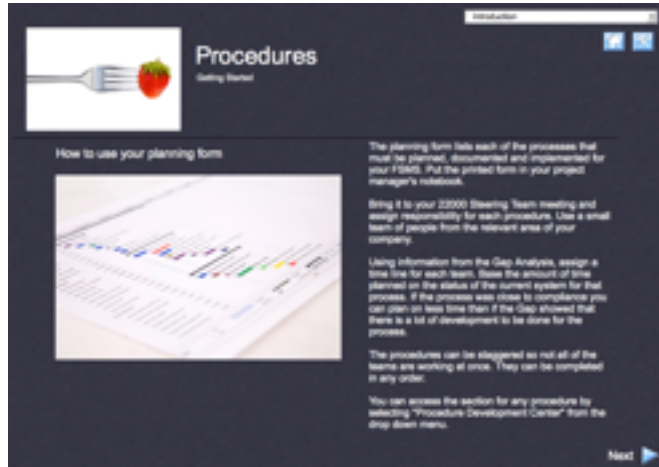 Introduction
Procedures
Getting Started
How to use your planning form
The planning form lists each of the processes that
must be planned, documented and implemented for
your FSMS. Put the printed form in your project
manager's notebook.
Bring it to your 22000 Steering Team meeting and
assign responsibility for each procedure. Use a small
team of people from the relevant area of your
company.
Using information from the Gap Analysis, assign a
time line for each team. Base the amount of time
planned on the status of the current system for that
process. If the process was close to compliance you
can plan on less time than if the Gap showed that
there is a lot of development to be done for the
process.
The procedures can be staggered so not all of the
teams are working at once. They can be completed
in any order.
You can access the section for any procedure by
selecting "Procedure Development Center" from the
drop down menu.
Next